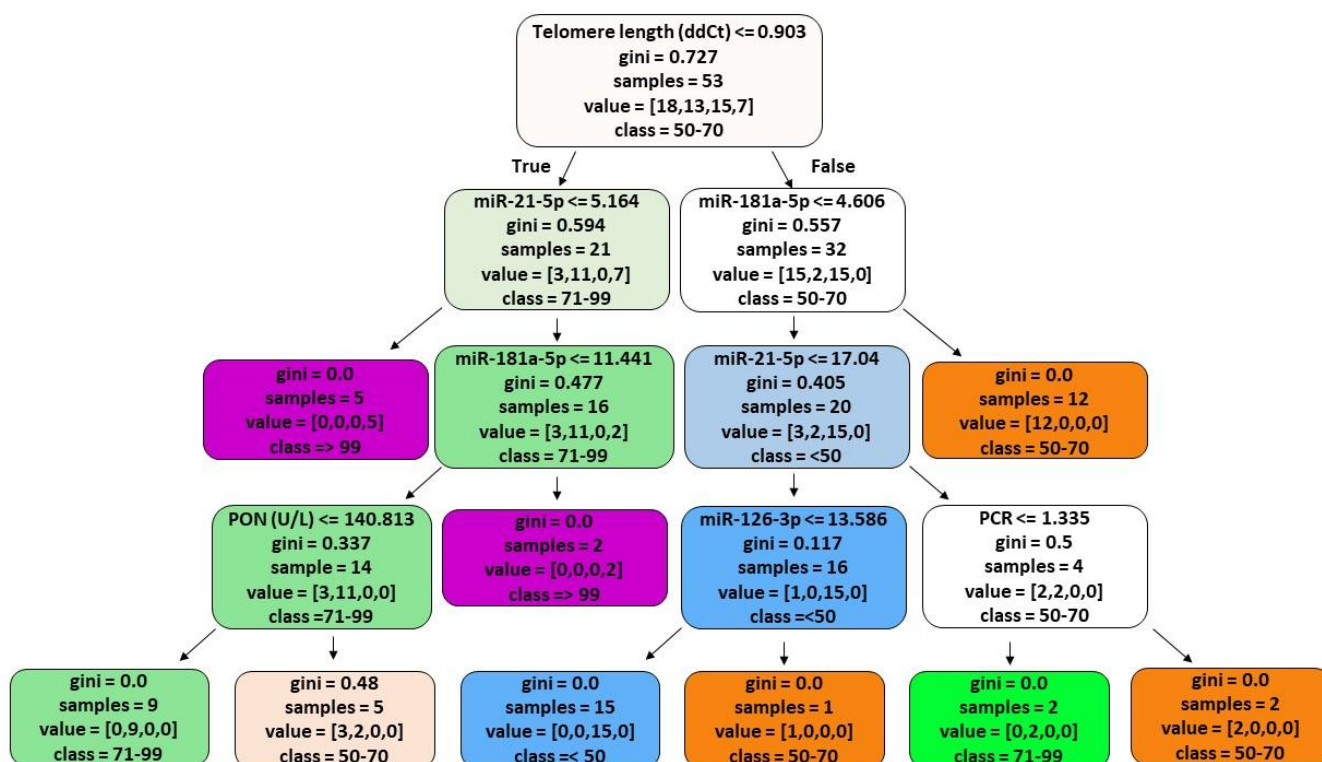 Telomere length (ddCt) <= 0.903
gini = 0.727
samples = 53
value = [18,13,15,7]
class = 50-70
True
False
miR-21-5p <= 5.164
gini = 0.594
samples = 21
value = [3,11,0,7]
class = 71-99
miR-181a-5p <= 4.606
gini = 0.557
samples = 32
value = [15,2,15,0]
class = 50-70
gini = 0.0
samples = 5
value = [0,0,0,5]
class => 99
miR-181a-5p <= 11.441
gini = 0.477
samples = 16
value = [3,11,0,2]
class = 71-99
miR-21-5p <= 17.04
gini = 0.405
samples = 20
value = [3,2,15,0]
class = <50
gini = 0.0
samples = 12
value = [12,0,0,0]
class = 50-70
PON (U/L) <= 140.813
gini = 0.337
sample = 14
value = [3,11,0,0]
class =71-99
gini = 0.0
samples = 2
value = [0,0,0,2]
class => 99
miR-126-3p <= 13.586
gini = 0.117
samples = 16
value = [1,0,15,0]
class =<50
PCR <= 1.335
gini = 0.5
samples = 4
value = [2,2,0,0]
class = 50-70
gini = 0.0
samples = 9
value = [0,9,0,0]
class = 71-99
gini = 0.48
samples = 5
value = [3,2,0,0]
class = 50-70
gini = 0.0
samples = 15
value = [0,0,15,0]
class =< 50
gini = 0.0
samples = 1
value = [1,0,0,0]
class = 50-70
gini = 0.0
samples = 2
value = [0,2,0,0]
class = 71-99
gini = 0.0
samples = 2
value = [2,0,0,0]
class = 50-70